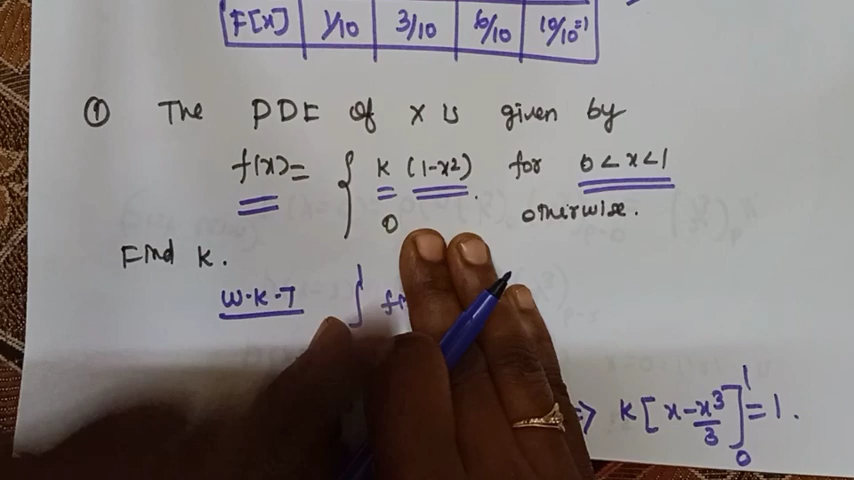 F[x] 1/10 3/10 6/10 10/10=1
① The PDF of x is given by
f(x)= { k (1-x2) for 0<x<1
0 otherwise.
Find k.
W.K.T ∫ f
⇒ k[x-x³/3]₀¹=1.